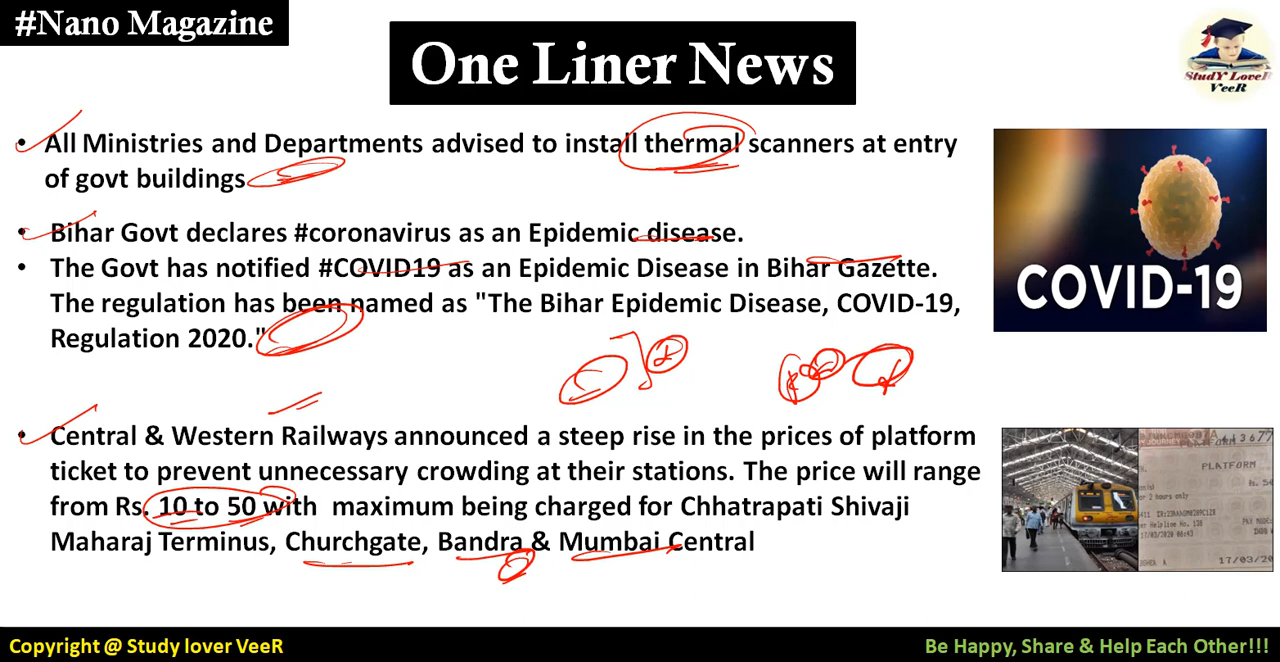 #Nano Magazine
One Liner News
StudY LoveR
VeeR
• All Ministries and Departments advised to install thermal scanners at entry
of govt buildings
• Bihar Govt declares #coronavirus as an Epidemic disease.
• The Govt has notified #COVID19 as an Epidemic Disease in Bihar Gazette.
The regulation has been named as "The Bihar Epidemic Disease, COVID-19,
Regulation 2020."
COVID-19
• Central & Western Railways announced a steep rise in the prices of platform
ticket to prevent unnecessary crowding at their stations. The price will range
from Rs. 10 to 50 with maximum being charged for Chhatrapati Shivaji
Maharaj Terminus, Churchgate, Bandra & Mumbai Central
PLATFORM
17/03/2020 08:43
17/03/20
Copyright @ Study lover VeeR
Be Happy, Share & Help Each Other!!!